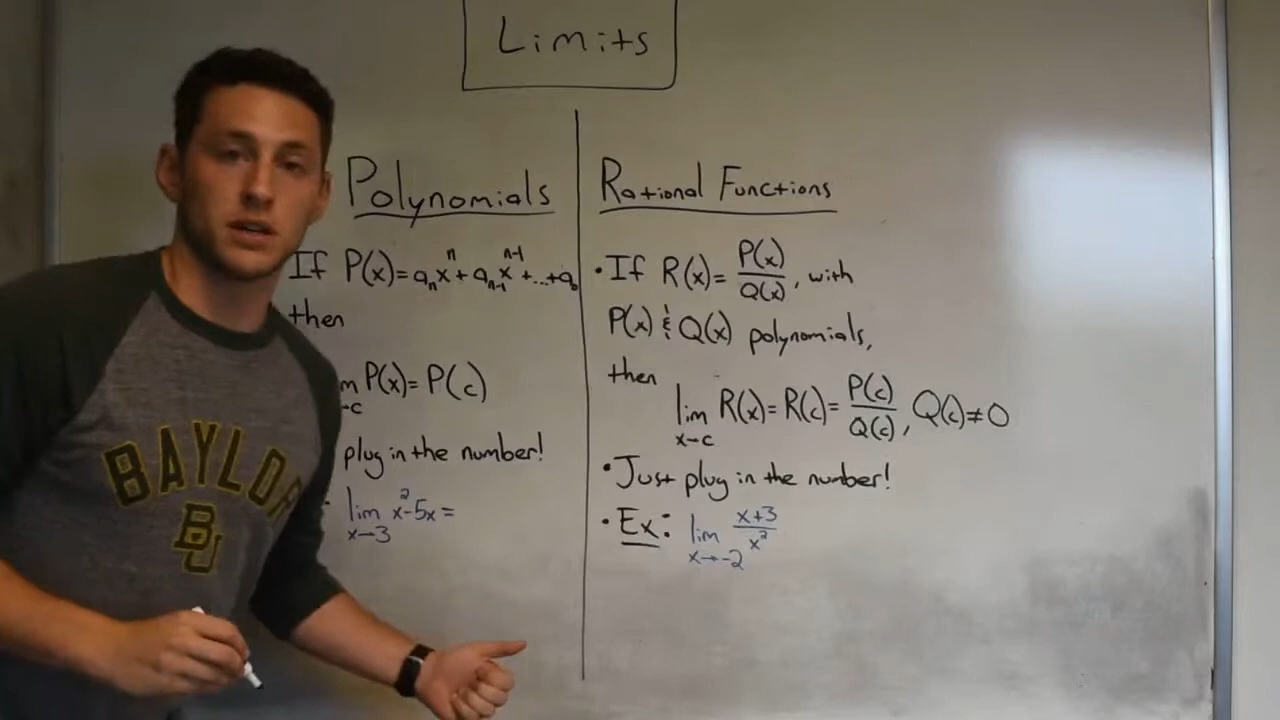 Limits
Polynomials
If P(x)=aₙxⁿ+aₙ₋₁xⁿ⁻¹+...+a₀
then
P(x)=P(c)
plug in the number!
lim x²-5x=
x→3
Rational Functions
• If R(x)=P(x)/Q(x), with
P(x) & Q(x) polynomials,
then
lim R(x)=R(c)=P(c)/Q(c), Q(c)≠0
x→c
• Just plug in the number!
• Ex: lim (x+3)/x²
x→-2
BAYLOR
BU